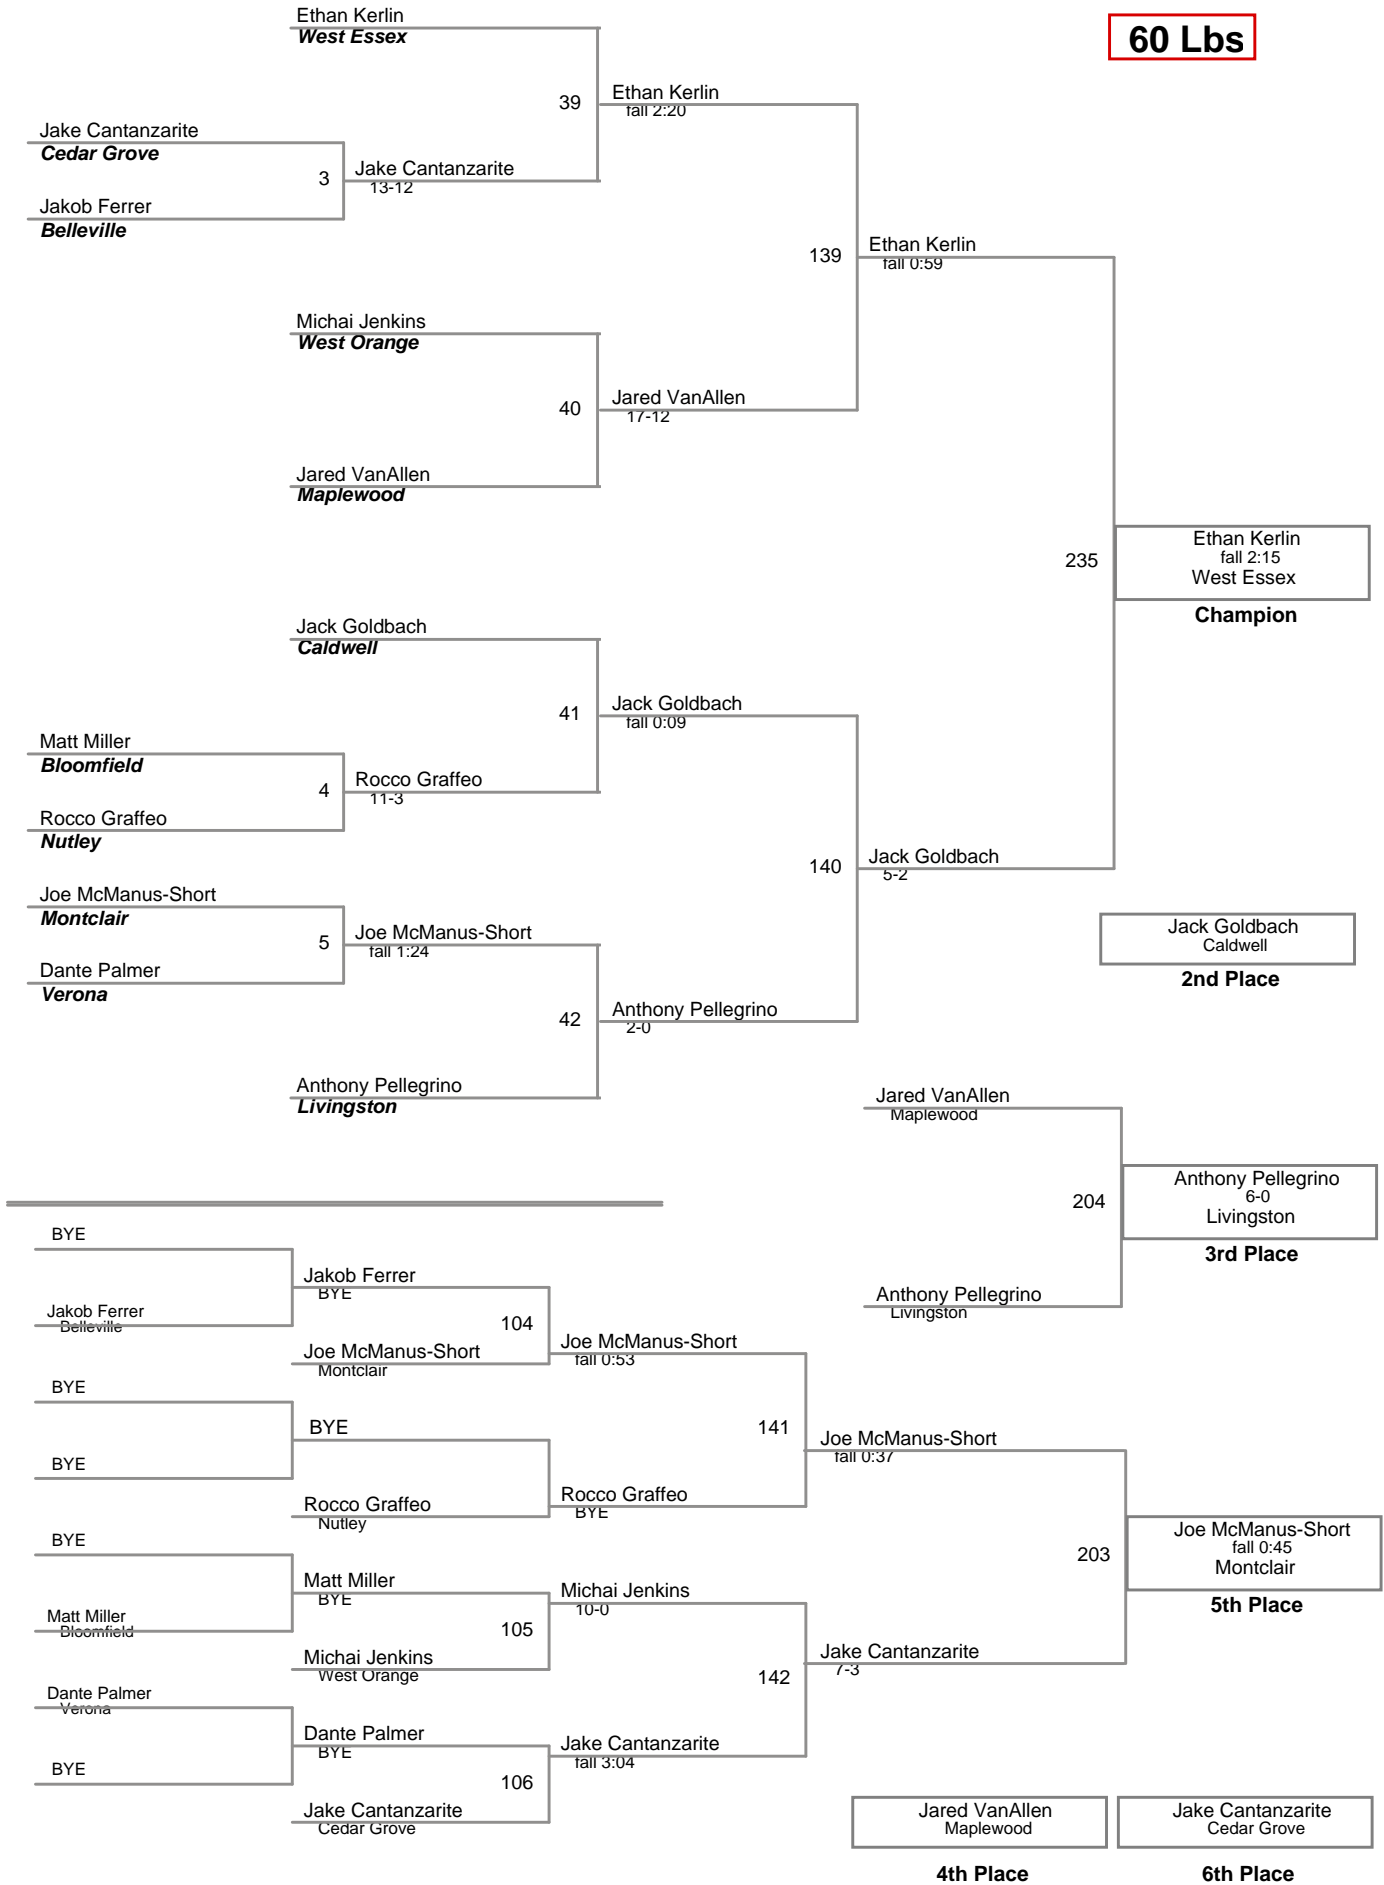 Ethan Kerlin
West Essex
60 Lbs
39
Ethan Kerlin
fall 2:20
Jake Cantanzarite
Cedar Grove
3
Jake Cantanzarite
13-12
Jakob Ferrer
Belleville
139
Ethan Kerlin
fall 0:59
Michai Jenkins
West Orange
40
Jared VanAllen
17-12
Jared VanAllen
Maplewood
235
Ethan Kerlin
fall 2:15
West Essex
Champion
Jack Goldbach
Caldwell
41
Jack Goldbach
fall 0:09
Matt Miller
Bloomfield
4
Rocco Graffeo
11-3
Rocco Graffeo
Nutley
140
Jack Goldbach
5-2
Joe McManus-Short
Montclair
5
Joe McManus-Short
fall 1:24
Dante Palmer
Verona
Jack Goldbach
Caldwell
2nd Place
42
Anthony Pellegrino
2-0
Anthony Pellegrino
Livingston
Jared VanAllen
Maplewood
204
Anthony Pellegrino
6-0
Livingston
3rd Place
Anthony Pellegrino
Livingston
BYE
Jakob Ferrer
BYE
Jakob Ferrer
Belleville
104
Joe McManus-Short
Montclair
Joe McManus-Short
fall 0:53
BYE
BYE
141
Joe McManus-Short
fall 0:37
BYE
Rocco Graffeo
Nutley
Rocco Graffeo
BYE
BYE
Matt Miller
BYE
Matt Miller
Bloomfield
105
Michai Jenkins
10-0
Michai Jenkins
West Orange
203
Joe McManus-Short
fall 0:45
Montclair
5th Place
142
Jake Cantanzarite
7-3
Dante Palmer
Verona
Dante Palmer
BYE
BYE
106
Jake Cantanzarite
fall 3:04
Jake Cantanzarite
Cedar Grove
Jared VanAllen
Maplewood
4th Place
Jake Cantanzarite
Cedar Grove
6th Place